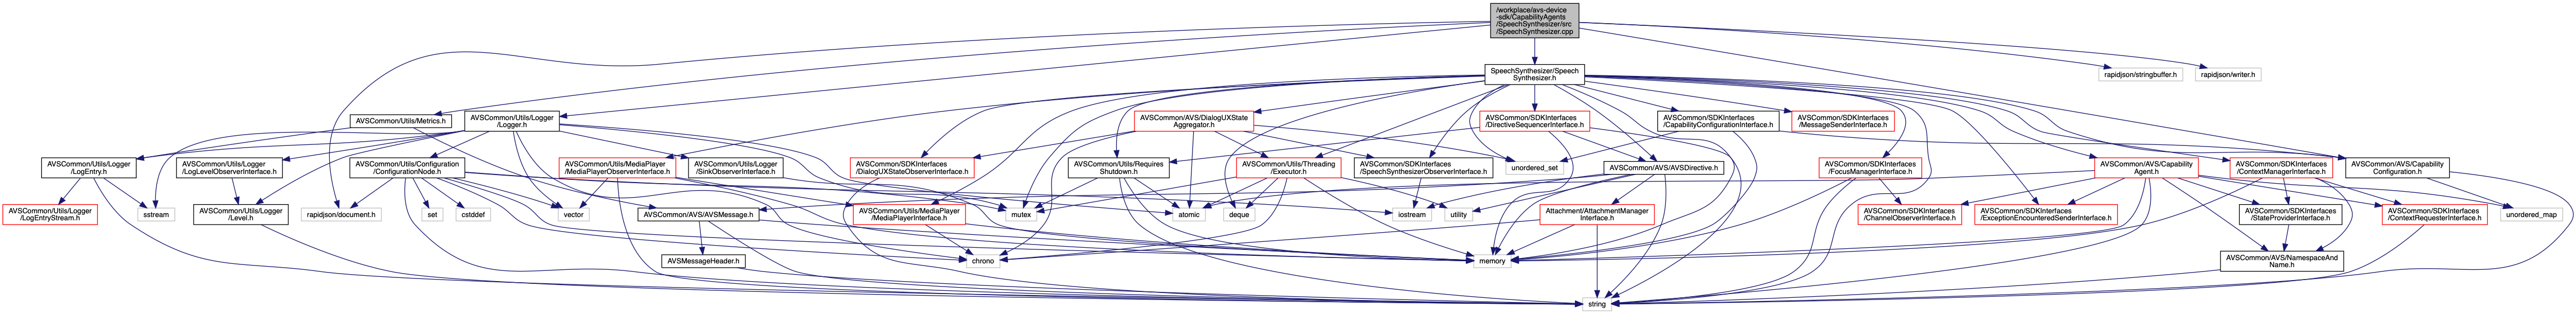 /workplace/avs-device
-sdk/CapabilityAgents
/SpeechSynthesizer/src
/SpeechSynthesizer.cpp
SpeechSynthesizer/Speech
Synthesizer.h
rapidjson/stringbuffer.h
rapidjson/writer.h
AVSCommon/Utils/Metrics.h
AVSCommon/Utils/Logger
/Logger.h
AVSCommon/AVS/DialogUXState
Aggregator.h
AVSCommon/SDKInterfaces
/DirectiveSequencerInterface.h
AVSCommon/SDKInterfaces
/CapabilityConfigurationInterface.h
AVSCommon/SDKInterfaces
/MessageSenderInterface.h
AVSCommon/Utils/Logger
/LogEntry.h
AVSCommon/Utils/Logger
/LogLevelObserverInterface.h
AVSCommon/Utils/Configuration
/ConfigurationNode.h
AVSCommon/Utils/MediaPlayer
/MediaPlayerObserverInterface.h
AVSCommon/Utils/Logger
/SinkObserverInterface.h
AVSCommon/SDKInterfaces
/DialogUXStateObserverInterface.h
AVSCommon/Utils/Requires
Shutdown.h
AVSCommon/Utils/Threading
/Executor.h
AVSCommon/SDKInterfaces
/SpeechSynthesizerObserverInterface.h
unordered_set
AVSCommon/AVS/AVSDirective.h
AVSCommon/SDKInterfaces
/FocusManagerInterface.h
AVSCommon/AVS/Capability
Agent.h
AVSCommon/SDKInterfaces
/ContextManagerInterface.h
AVSCommon/AVS/Capability
Configuration.h
AVSCommon/Utils/Logger
/LogEntryStream.h
sstream
AVSCommon/Utils/Logger
/Level.h
rapidjson/document.h
set
cstddef
vector
AVSCommon/AVS/AVSMessage.h
AVSCommon/Utils/MediaPlayer
/MediaPlayerInterface.h
mutex
atomic
deque
iostream
utility
Attachment/AttachmentManager
Interface.h
AVSCommon/SDKInterfaces
/ChannelObserverInterface.h
AVSCommon/SDKInterfaces
/ExceptionEncounteredSenderInterface.h
AVSCommon/SDKInterfaces
/StateProviderInterface.h
AVSCommon/SDKInterfaces
/ContextRequesterInterface.h
unordered_map
AVSMessageHeader.h
chrono
memory
AVSCommon/AVS/NamespaceAnd
Name.h
string